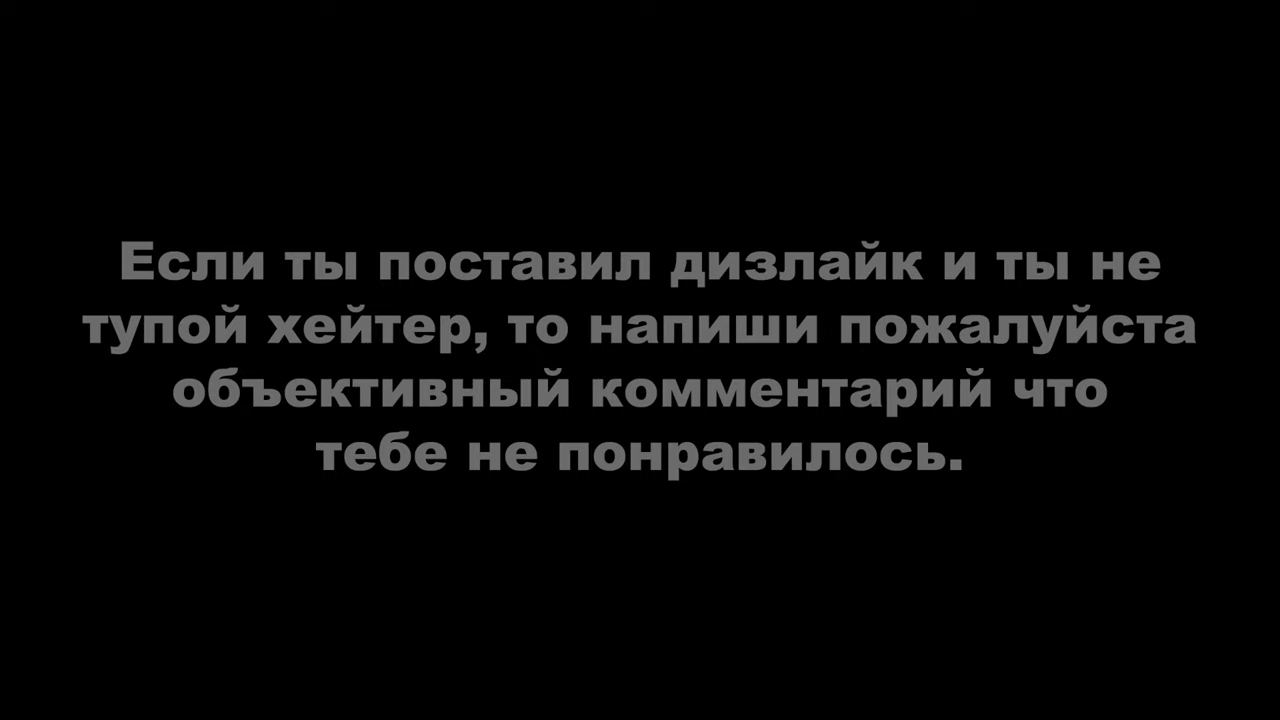 Если ты поставил дизлайк и ты не
тупой хейтер, то напиши пожалуйста
объективный комментарий что
тебе не понравилось.